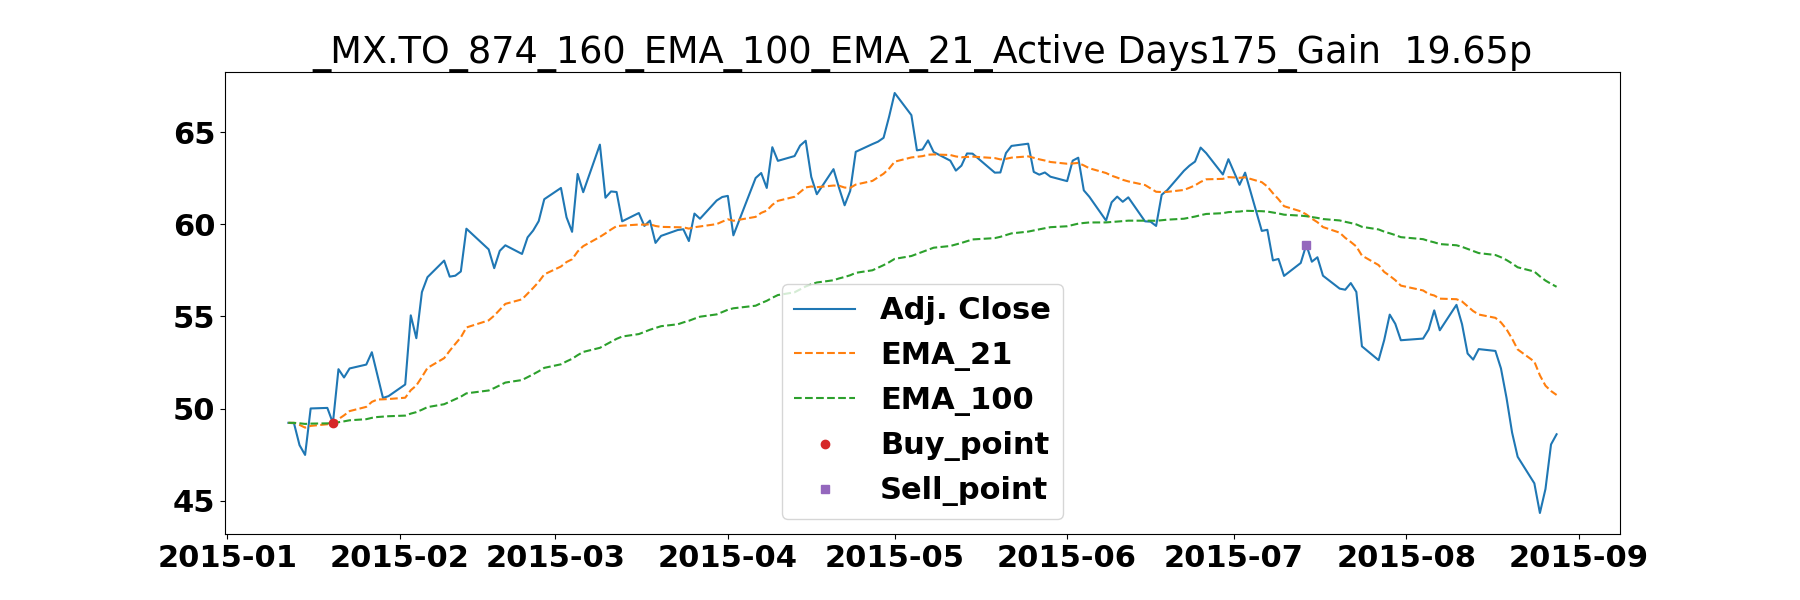 _MX.TO_874_160_EMA_100_EMA_21_Active Days175_Gain  19.65p
65
60
55
50
45
Adj. Close
EMA_21
EMA_100
Buy_point
Sell_point
2015-01 2015-02 2015-03 2015-04 2015-05 2015-06 2015-07 2015-08 2015-09